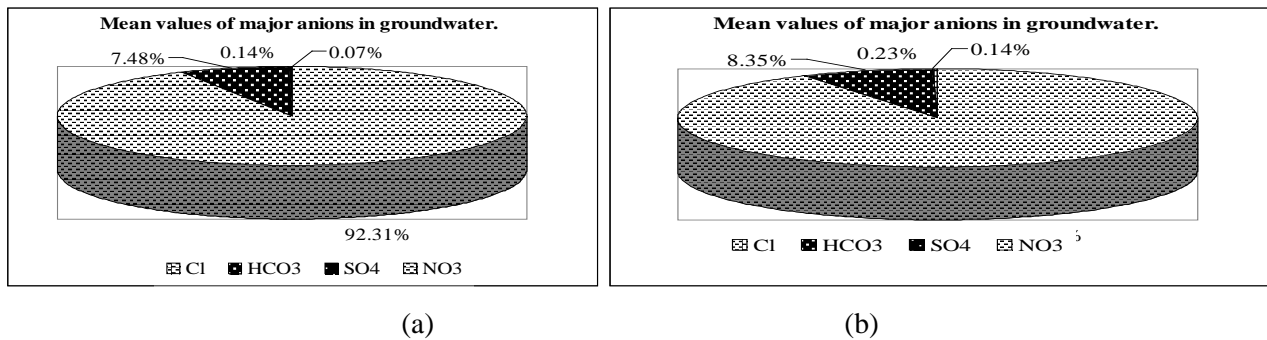 Mean values of major anions in groundwater.
7.48%
0.14%
0.07%
92.31%
Cl HCO3 SO4 NO3
(a)
Mean values of major anions in groundwater.
8.35%
0.23%
0.14%
Cl HCO3 SO4 NO3
(b)